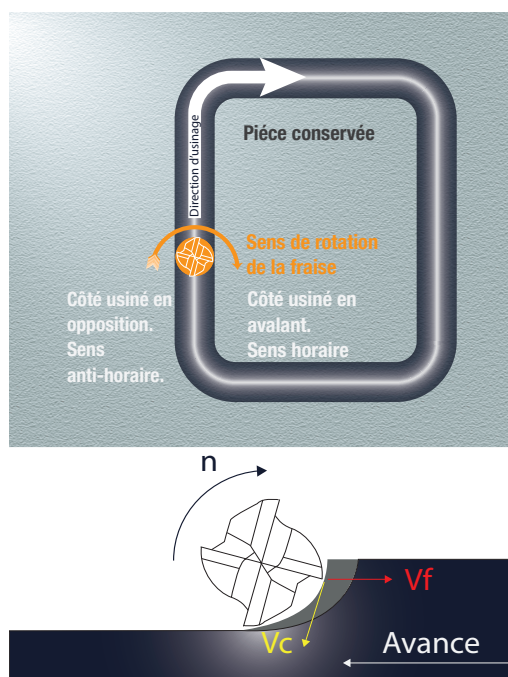 Piéce conservée
Direction d'usinage
Sens de rotation
de la fraise
Côté usiné en
opposition.
Sens
anti-horaire.
Côté usiné en
avalant.
Sens horaire
n
Vf
Vc
Avance